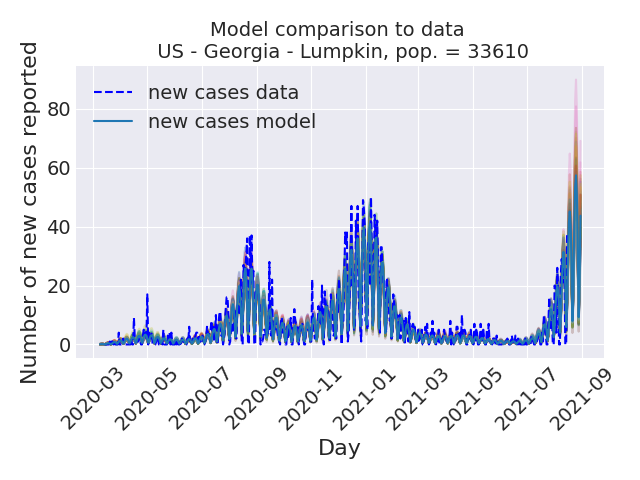 Model comparison to data
US - Georgia - Lumpkin, pop. = 33610
Number of new cases reported
new cases data
new cases model
80
60
40
20
0
2020-03
2020-05
2020-07
2020-09
2020-11
2021-01
2021-03
2021-05
2021-07
2021-09
Day